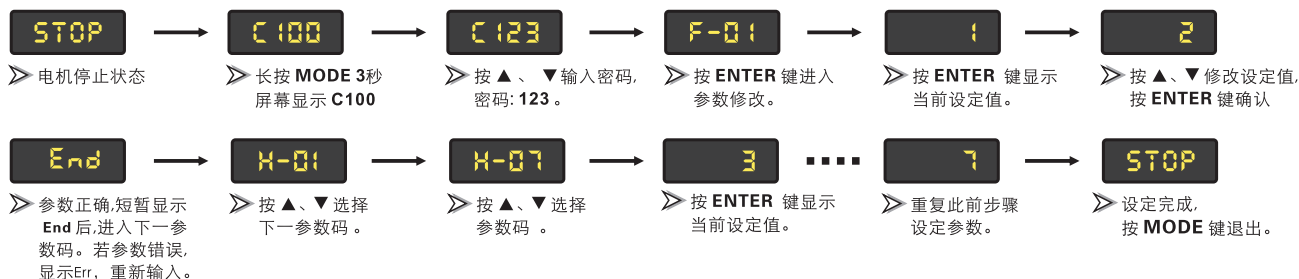 STOP
C100
C123
F-01
1
2
电机停止状态
长按 MODE 3秒
屏幕显示 C100
按 ▲、 ▼输入密码,
密码: 123 。
按 ENTER 键进入
参数修改。
按 ENTER 键显示
当前设定值。
按 ▲、▼修改设定值,
按 ENTER 键确认
End
H-01
H-07
3
7
STOP
参数正确,短暂显示
End 后,进入下一参
数码。若参数错误,
显示Err, 重新输入。
按 ▲、▼ 选择
下一参数码 。
按 ▲、▼ 选择
参数码 。
按 ENTER 键显示
当前设定值。
重复此前步骤
设定参数。
设定完成,
按 MODE 键退出。